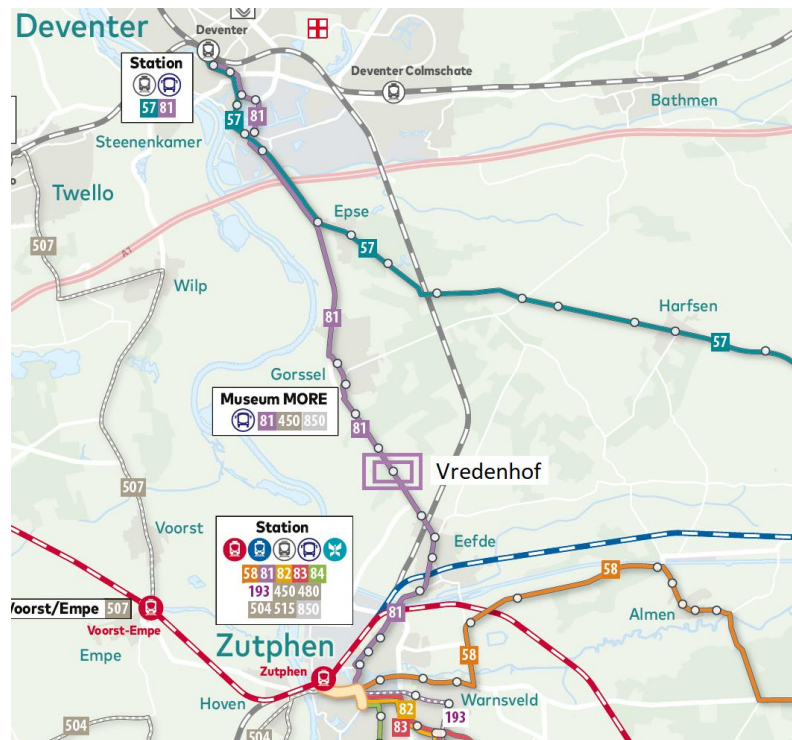 Deventer
Deventer
Station
57 81
Deventer Colmschate
Bathmen
81
57
Steenenkamer
Twello
Epse
57
507
A1
Wilp
Harfsen
81
57
Gorssel
Museum MORE
81 450 850
81
Vredenhof
507
Voorst
Station
58 81 82 83 84
193 450 480
504 515 850
Eefde
58
Voorst/Empe 507
Voorst-Empe
81
Almen
Empe
Zutphen
Zutphen
58
Hoven
Warnsveld
82
193
504
504
83